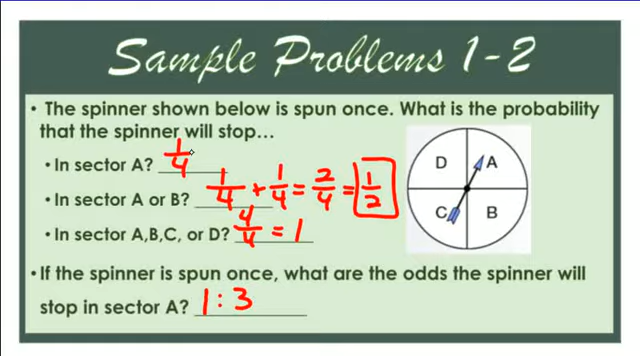 Sample Problems 1-2
• The spinner shown below is spun once. What is the probability
that the spinner will stop...
• In sector A? 1/4
• In sector A or B? 1/4 + 1/4 = 2/4 = 1/2
• In sector A,B,C, or D? 4/4 = 1
D A
C B
• If the spinner is spun once, what are the odds the spinner will
stop in sector A? 1:3